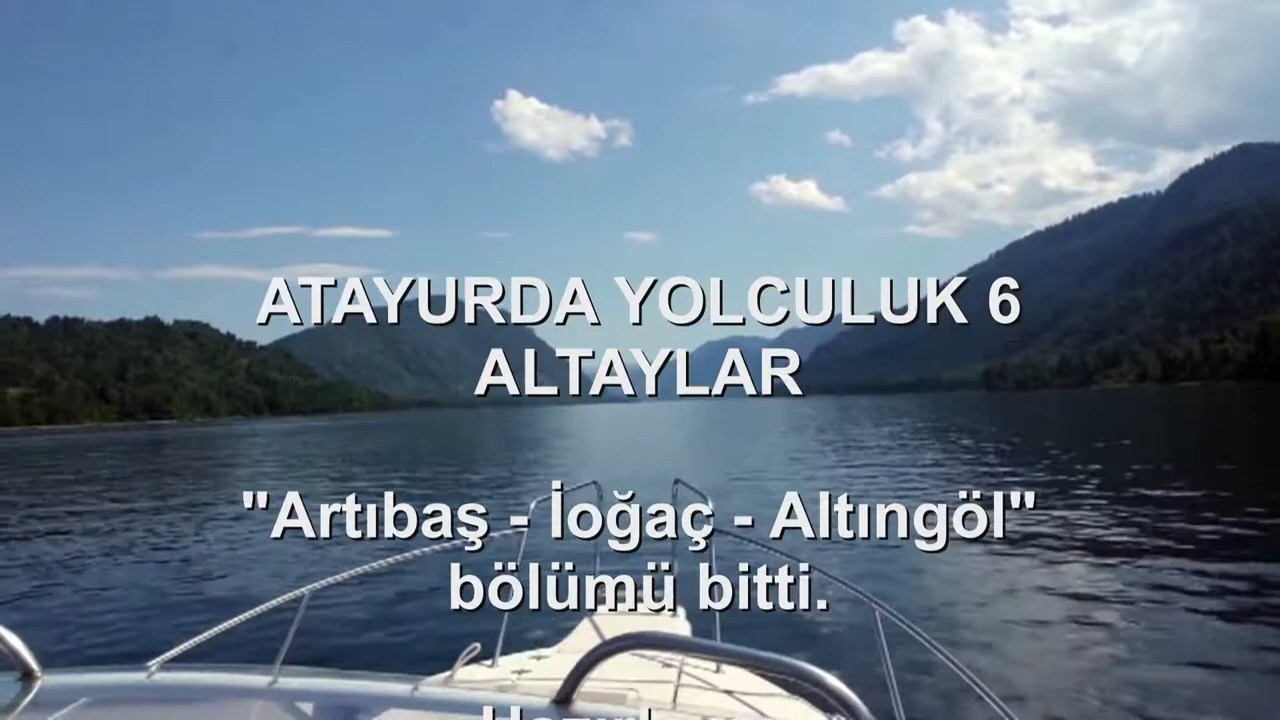 ATAYURDA YOLCULUK 6
ALTAYLAR
"Artıbaş - İoğaç - Altıngöl"
bölümü bitti.